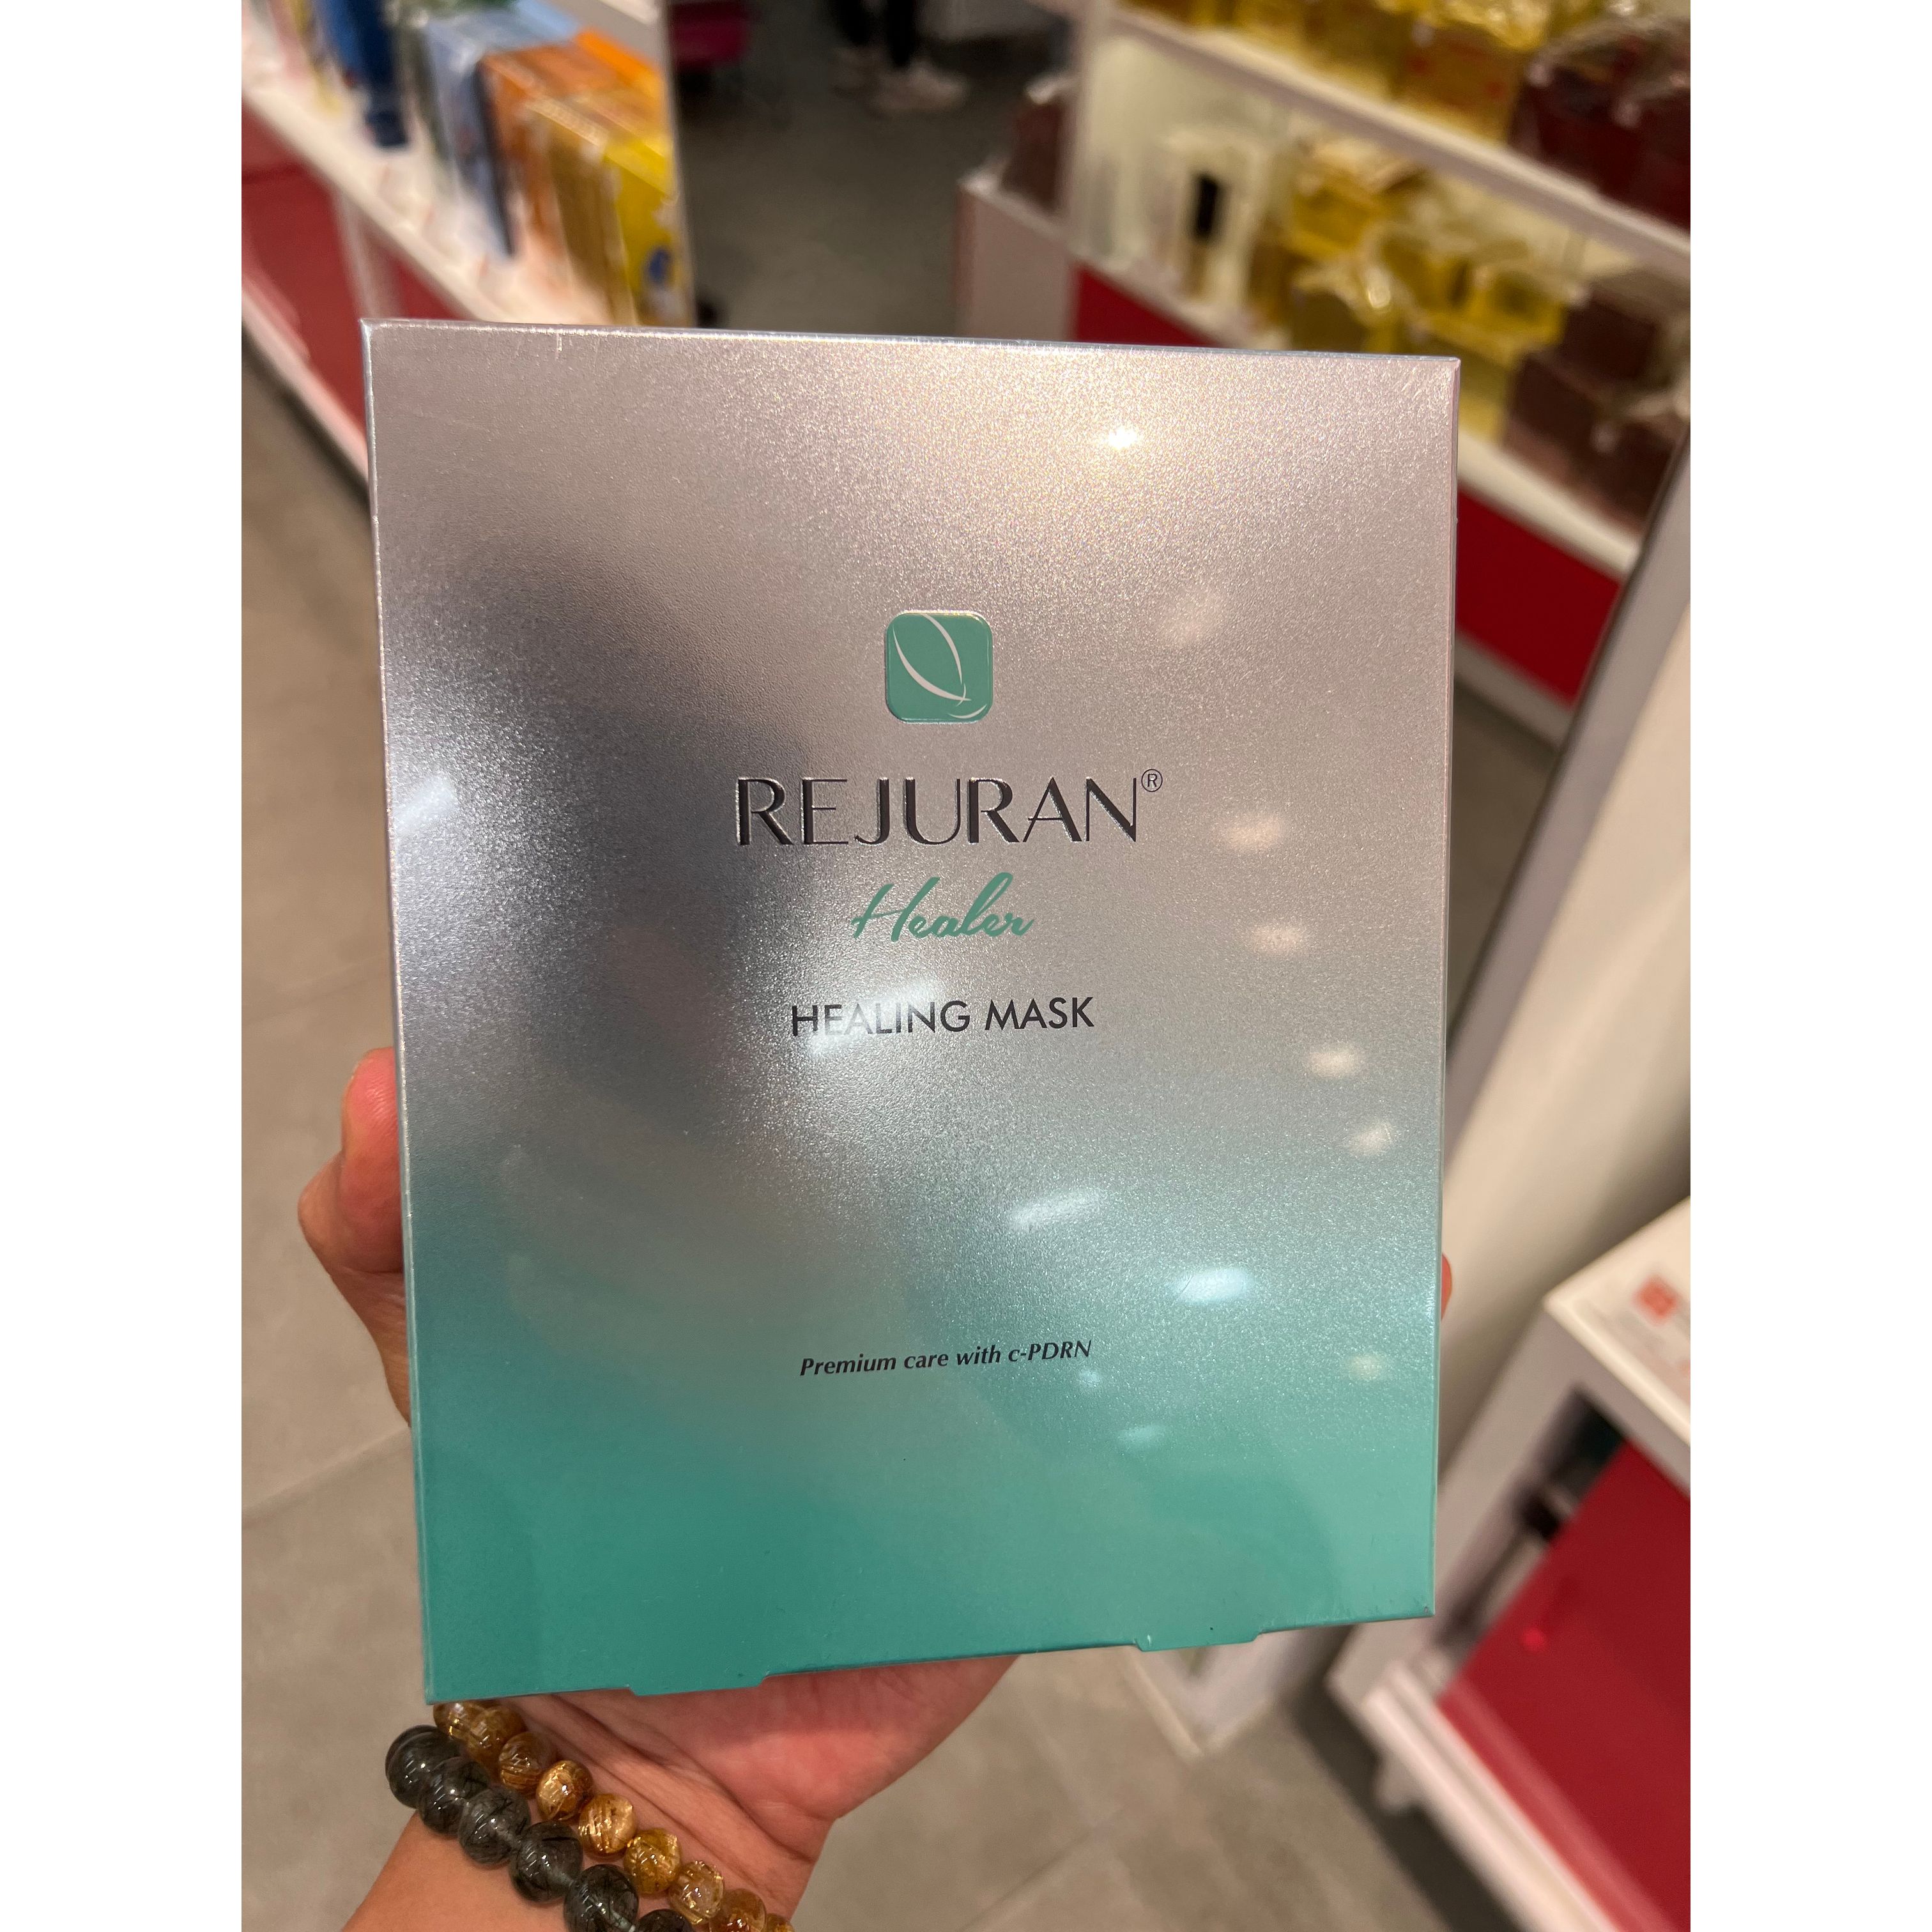 REJURAN®
Healer
HEALING MASK
Premium care with c-PDRN